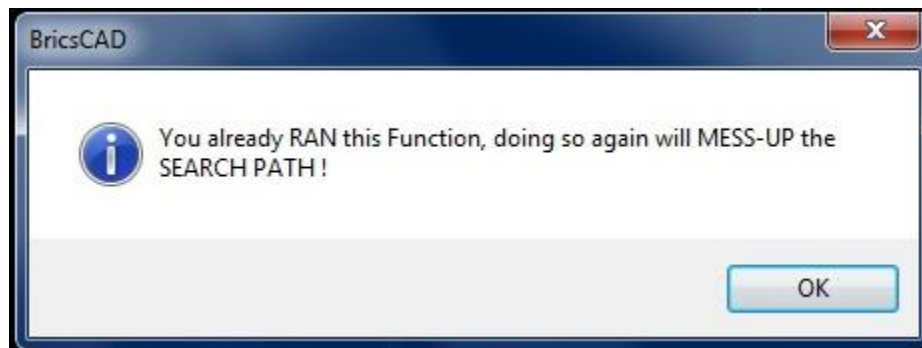 BricsCAD
You already RAN this Function, doing so again will MESS-UP the
SEARCH PATH !
OK